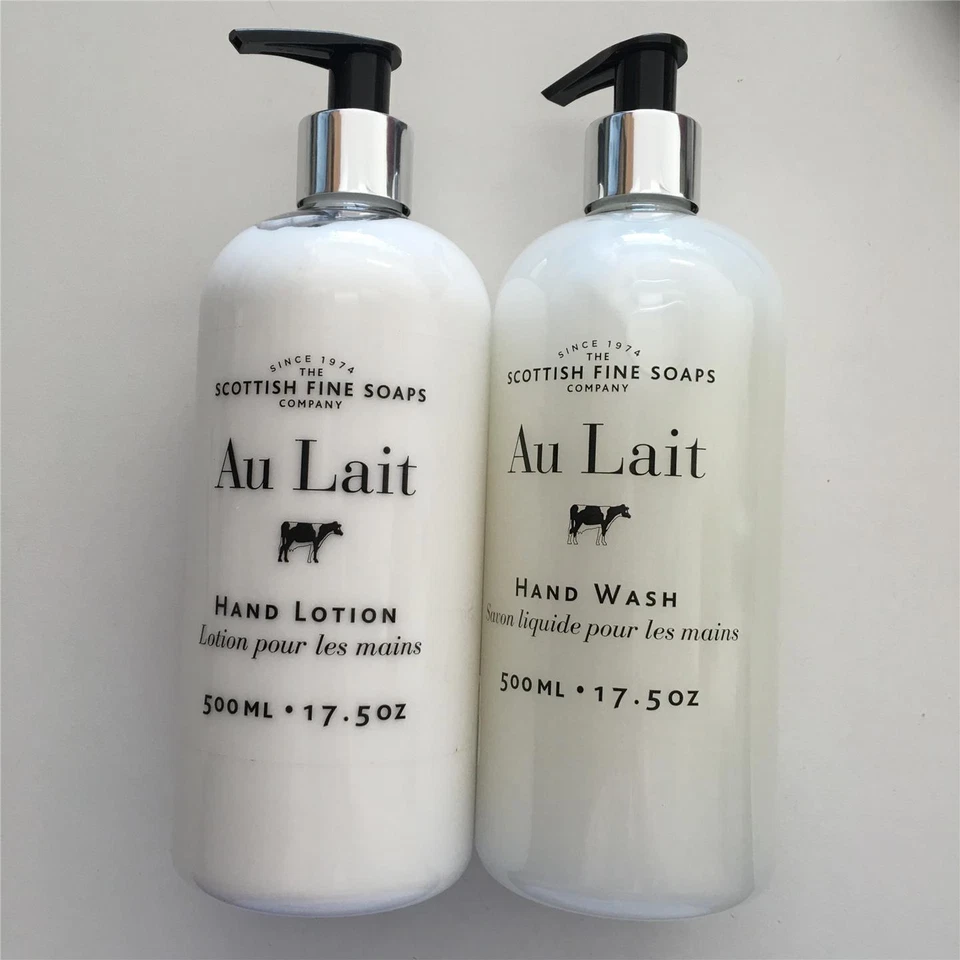 SINCE 1974
THE
SCOTTISH FINE SOAPS
COMPANY
Au Lait
HAND LOTION
Lotion pour les mains
500ML • 17.5OZ
SINCE 1974
THE
SCOTTISH FINE SOAPS
COMPANY
Au Lait
HAND WASH
Savon liquide pour les mains
500ML • 17.5OZ